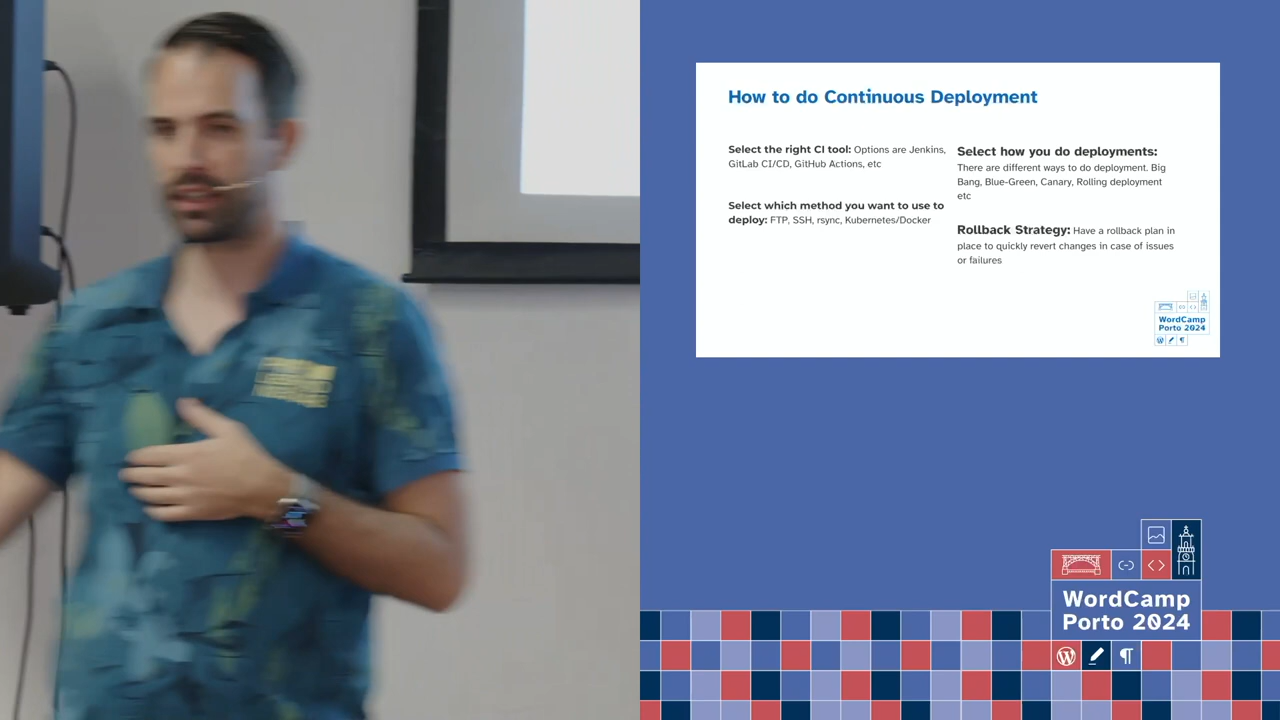 How to do Continuous Deployment
Select the right CI tool: Options are Jenkins,
GitLab CI/CD, GitHub Actions, etc
Select which method you want to use to
deploy: FTP, SSH, rsync, Kubernetes/Docker
Select how you do deployments:
There are different ways to do deployment. Big
Bang, Blue-Green, Canary, Rolling deployment
etc
Rollback Strategy: Have a rollback plan in
place to quickly revert changes in case of issues
or failures
WordCamp
Porto 2024
WordCamp
Porto 2024